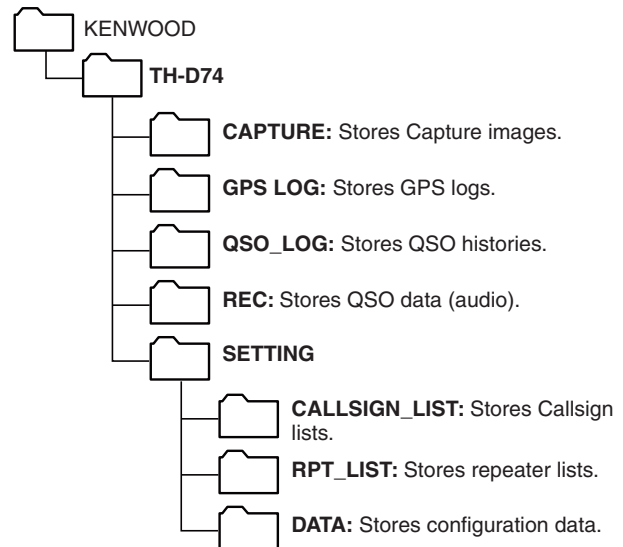 KENWOOD
TH-D74
CAPTURE: Stores Capture images.
GPS LOG: Stores GPS logs.
QSO_LOG: Stores QSO histories.
REC: Stores QSO data (audio).
SETTING
CALLSIGN_LIST: Stores Callsign
lists.
RPT_LIST: Stores repeater lists.
DATA: Stores configuration data.